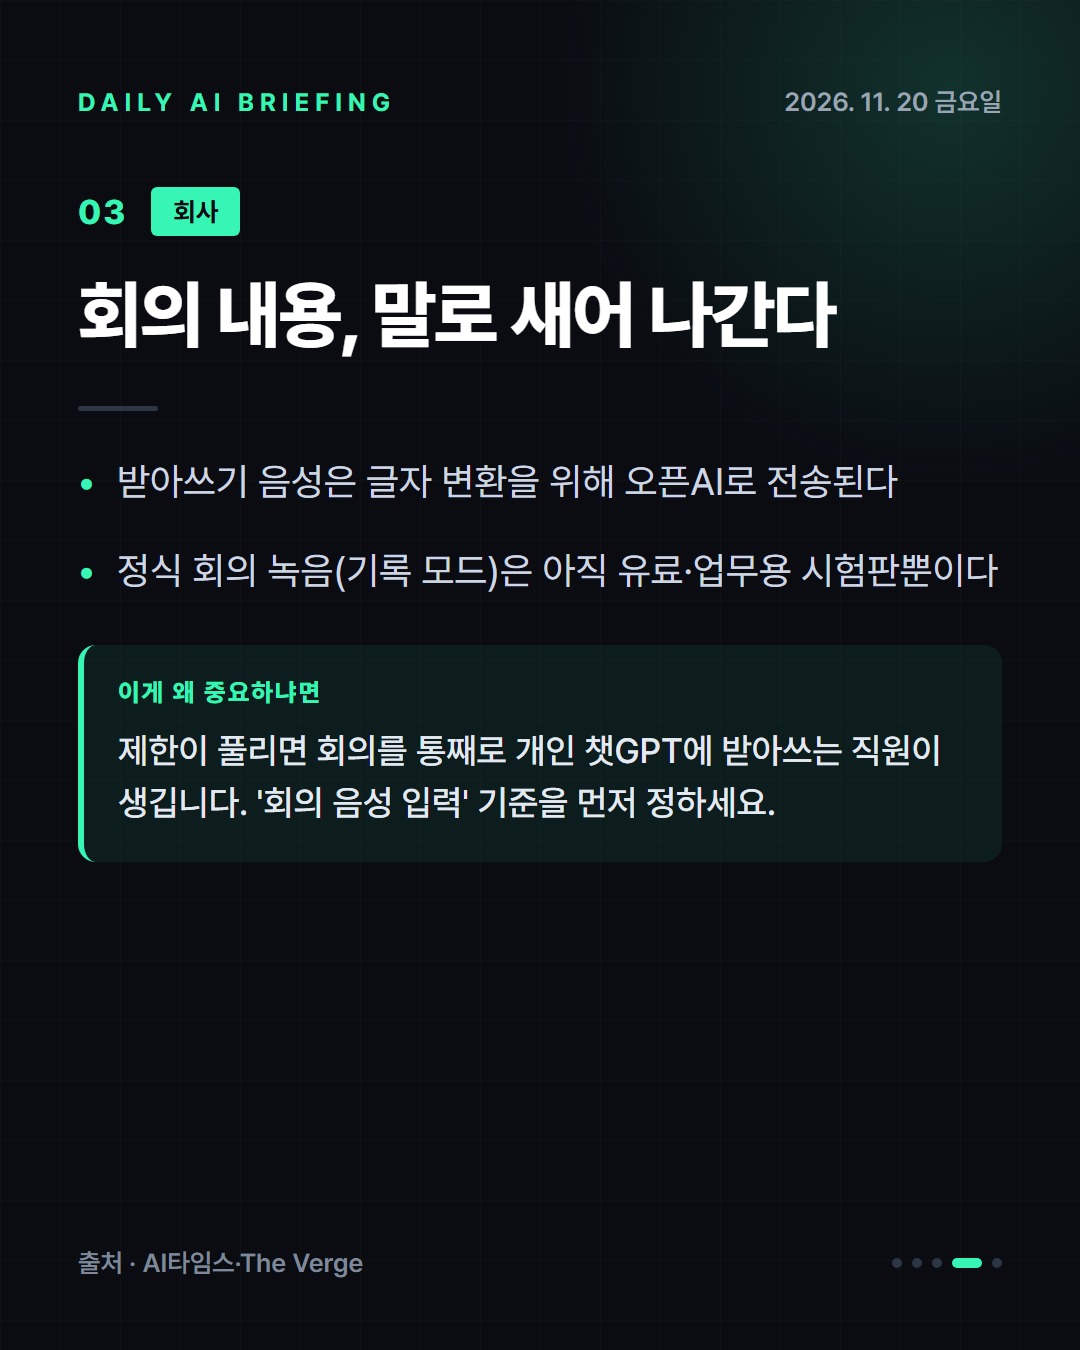 DAILY AI BRIEFING
2026. 11. 20 금요일
03
회사
회의 내용, 말로 새어 나간다
• 받아쓰기 음성은 글자 변환을 위해 오픈AI로 전송된다
• 정식 회의 녹음(기록 모드)은 아직 유료·업무용 시험판뿐이다
이게 왜 중요하냐면
제한이 풀리면 회의를 통째로 개인 챗GPT에 받아쓰는 직원이
생깁니다. '회의 음성 입력' 기준을 먼저 정하세요.
출처 · AI타임스·The Verge